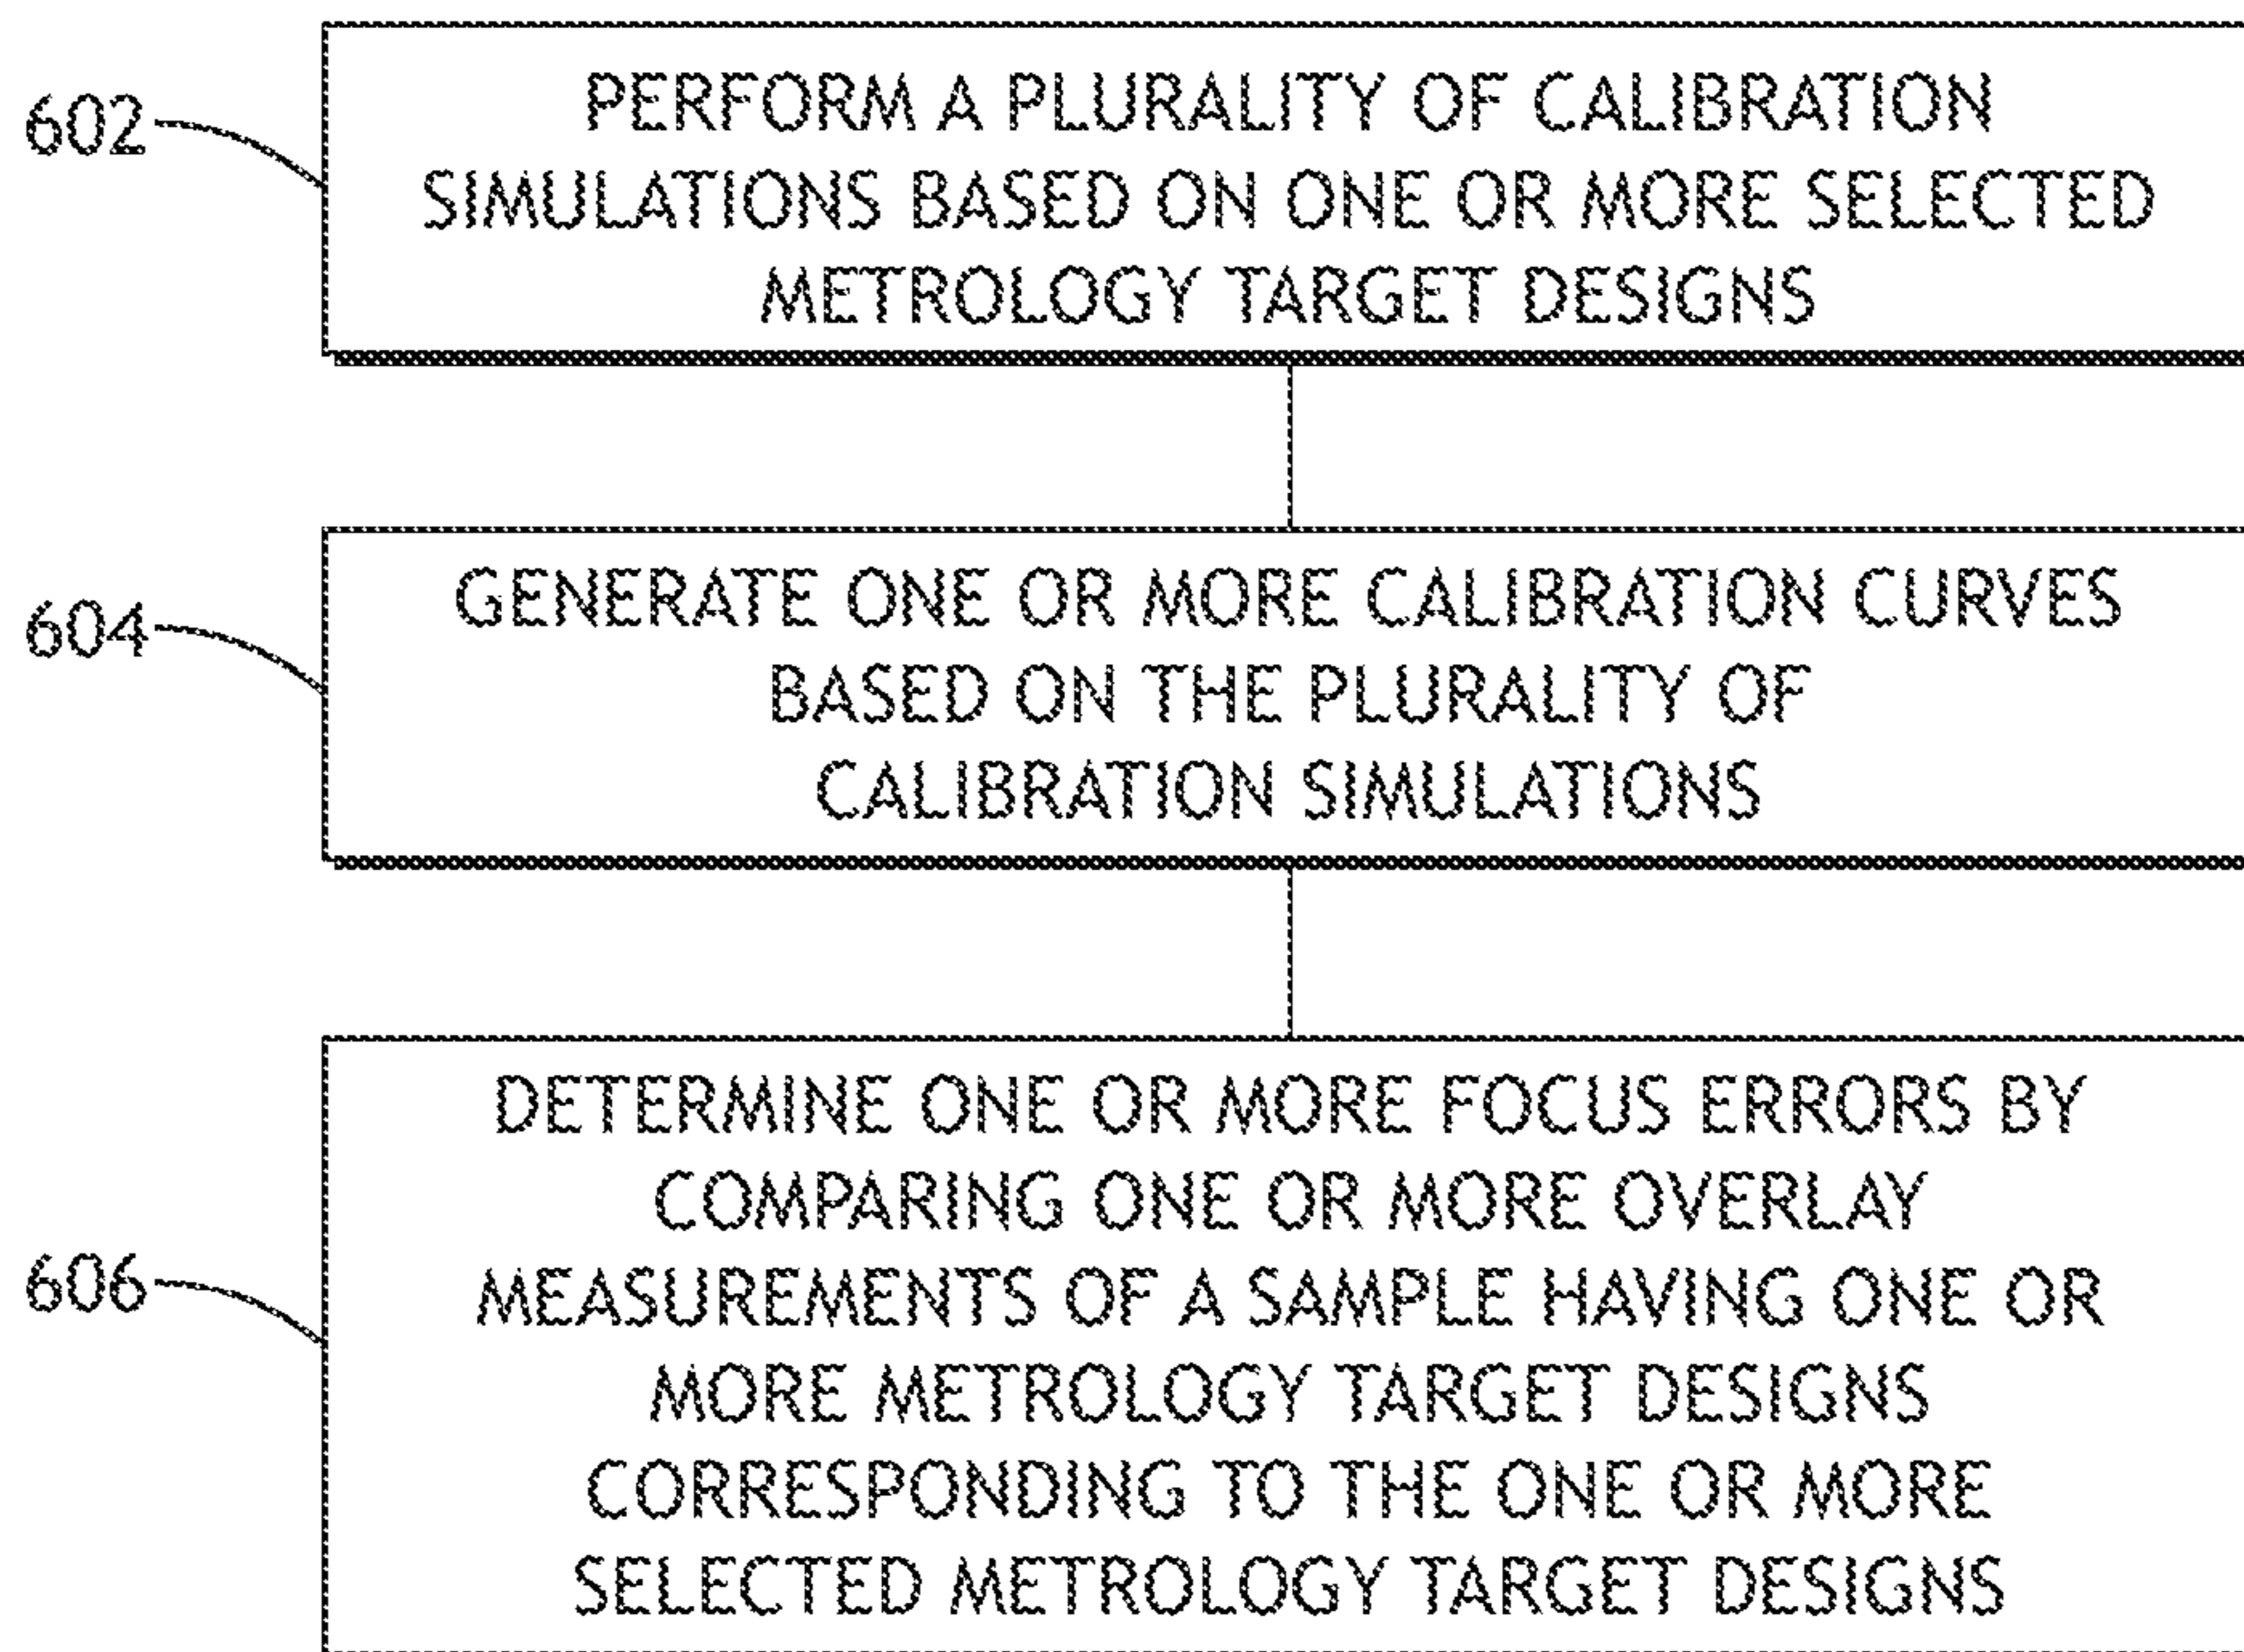 602
PERFORM A PLURALITY OF CALIBRATION
SIMULATIONS BASED ON ONE OR MORE SELECTED
METROLOGY TARGET DESIGNS
604
GENERATE ONE OR MORE CALIBRATION CURVES
BASED ON THE PLURALITY OF
CALIBRATION SIMULATIONS
606
DETERMINE ONE OR MORE FOCUS ERRORS BY
COMPARING ONE OR MORE OVERLAY
MEASUREMENTS OF A SAMPLE HAVING ONE OR
MORE METROLOGY TARGET DESIGNS
CORRESPONDING TO THE ONE OR MORE
SELECTED METROLOGY TARGET DESIGNS